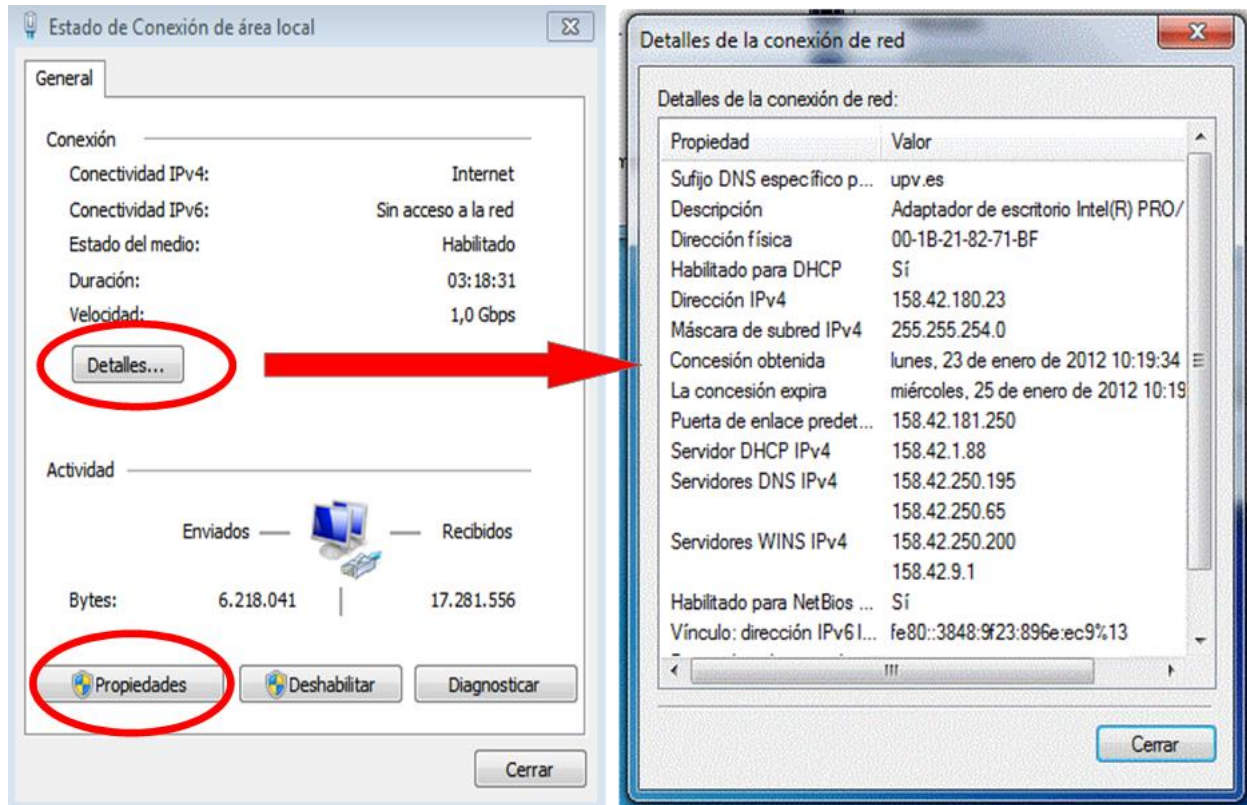 Estado de Conexión de área local
General
Conexión
Conectividad IPv4: Internet
Conectividad IPv6: Sin acceso a la red
Estado del medio: Habilitado
Duración: 03:18:31
Velocidad: 1,0 Gbps
Detalles...
Actividad
Enviados — — Recibidos
Bytes: 6.218.041 17.281.556
Propiedades Deshabilitar Diagnosticar
Cerrar
Detalles de la conexión de red
Detalles de la conexión de red:
Propiedad Valor
Sufijo DNS específico p... upv.es
Descripción Adaptador de escritorio Intel(R) PRO/
Dirección física 00-1B-21-82-71-BF
Habilitado para DHCP Sí
Dirección IPv4 158.42.180.23
Máscara de subred IPv4 255.255.254.0
Concesión obtenida lunes, 23 de enero de 2012 10:19:34
La concesión expira miércoles, 25 de enero de 2012 10:19
Puerta de enlace predet... 158.42.181.250
Servidor DHCP IPv4 158.42.1.88
Servidores DNS IPv4 158.42.250.195
158.42.250.65
Servidores WINS IPv4 158.42.250.200
158.42.9.1
Habilitado para NetBios ... Sí
Vínculo: dirección IPv6 l... fe80::3848:9f23:896e:ec9%13
Cerrar